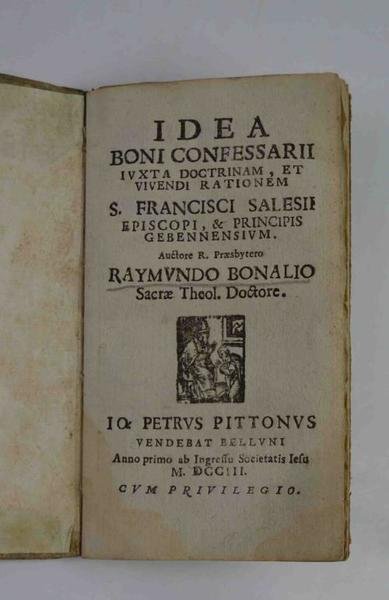 IDEA
BONI CONFESSARII
IVXTA DOCTRINAM, ET
VIVENDI RATIONEM
S. FRANCISCI SALESII
EPISCOPI, & PRINCIPIS
GEBENNENSIVM.
Auctore R. Præsbytero
RAYMVNDO BONALIO
Sacræ Theol. Doctore.
IO: PETRVS PITTONVS
VENDEBAT BELLVNI
Anno primo ab Ingressu Societatis Iesu
M. DCCIII.
CVM PRIVILEGIO.